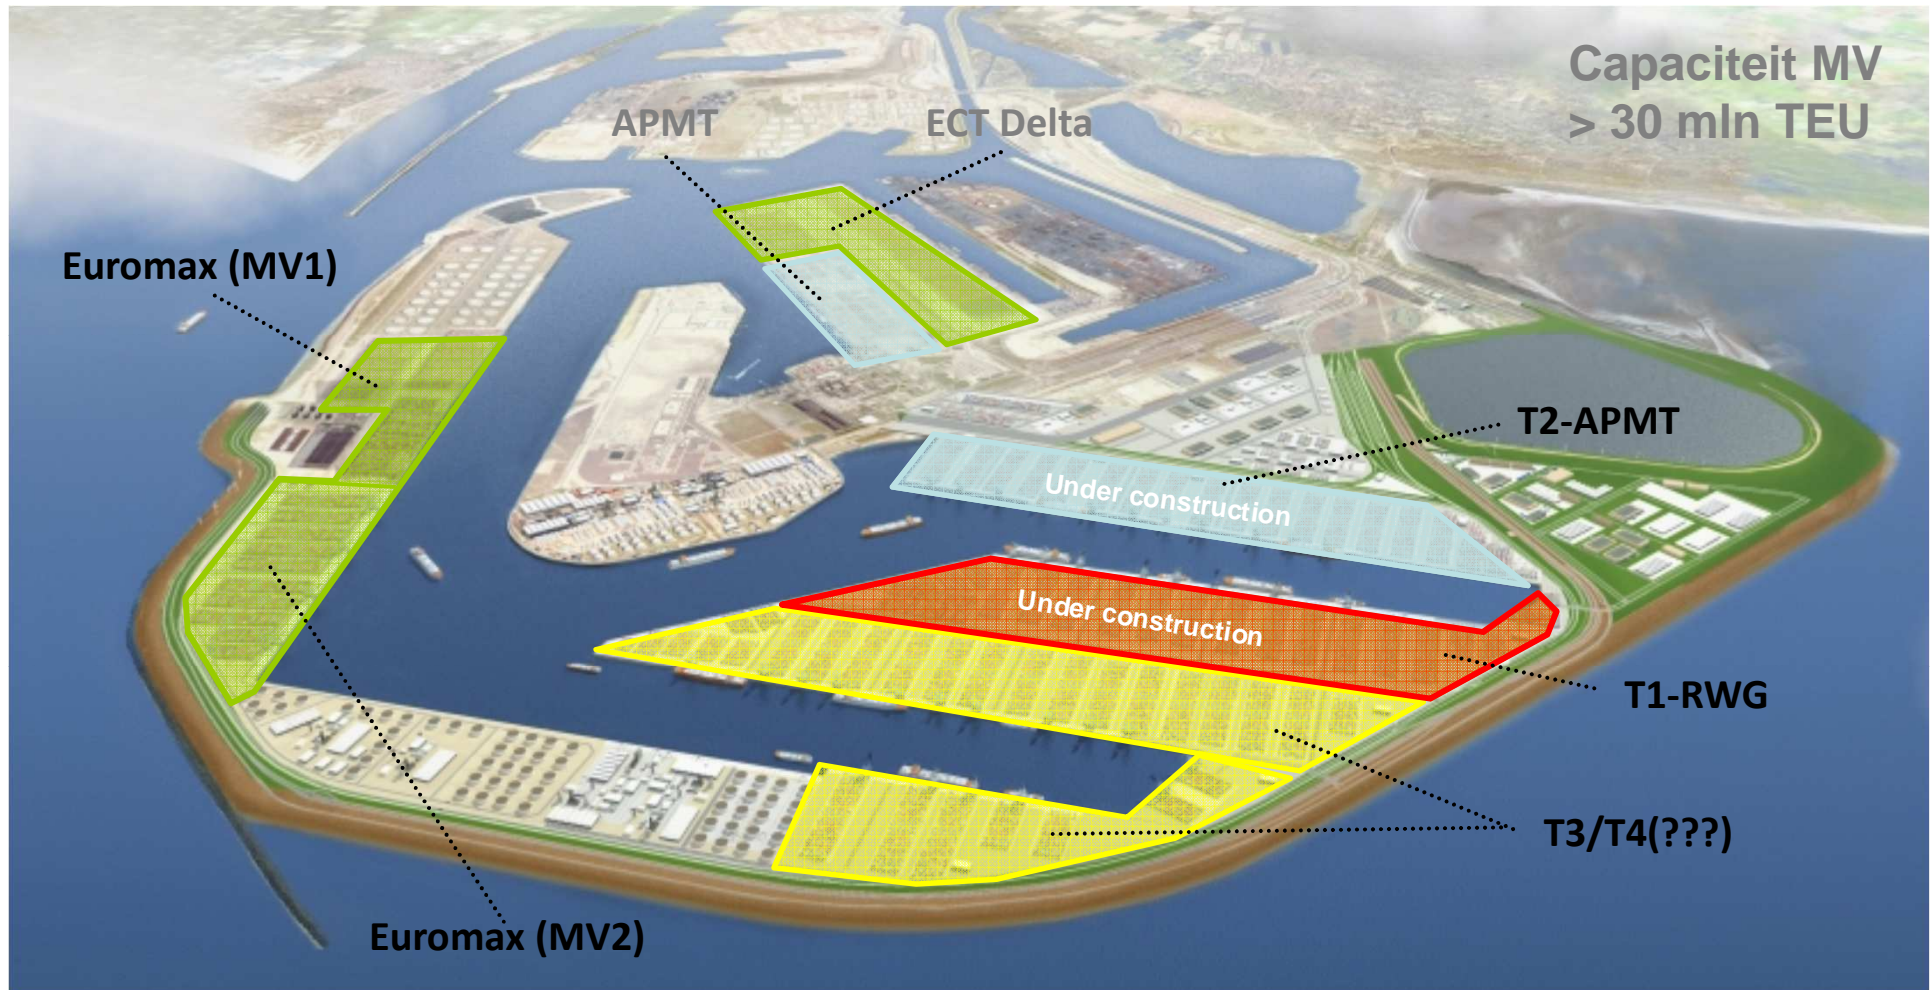 Capaciteit MV
> 30 mln TEU
APMT
ECT Delta
Euromax (MV1)
T2-APMT
Under construction
Under construction
T1-RWG
T3/T4(???)
Euromax (MV2)